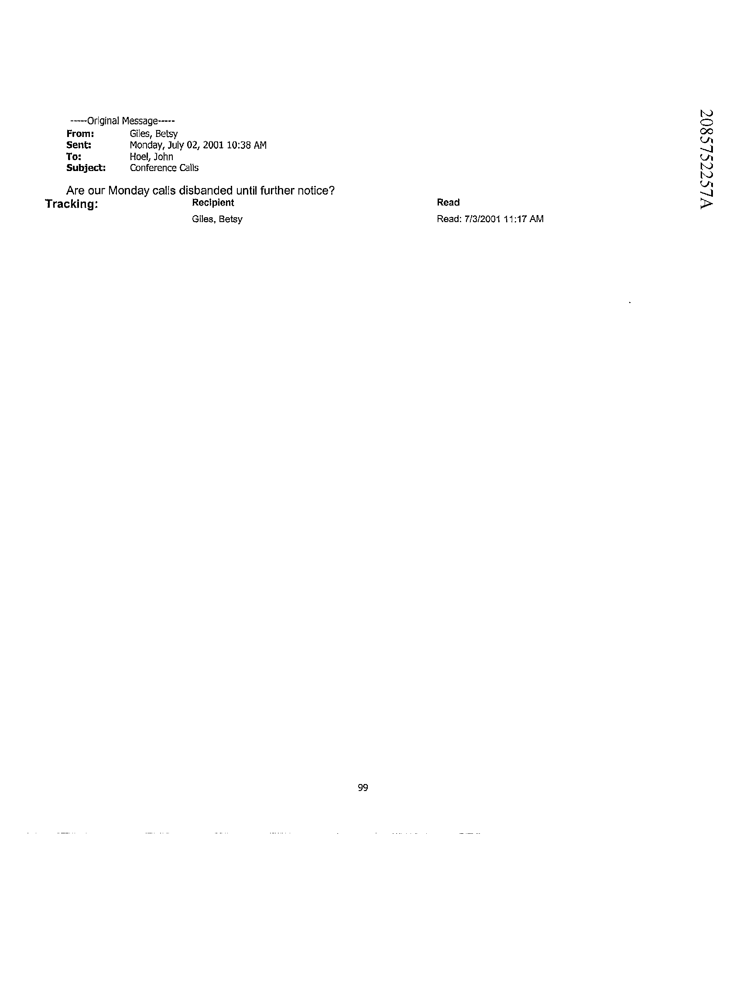 -----Original Message-----
From: Giles, Betsy
Sent: Monday, July 02, 2001 10:38 AM
To: Hoel, John
Subject: Conference Calls
Are our Monday calls disbanded until further notice?
Tracking: Recipient Read
Giles, Betsy Read: 7/3/2001 11:17 AM
2085752257A
99